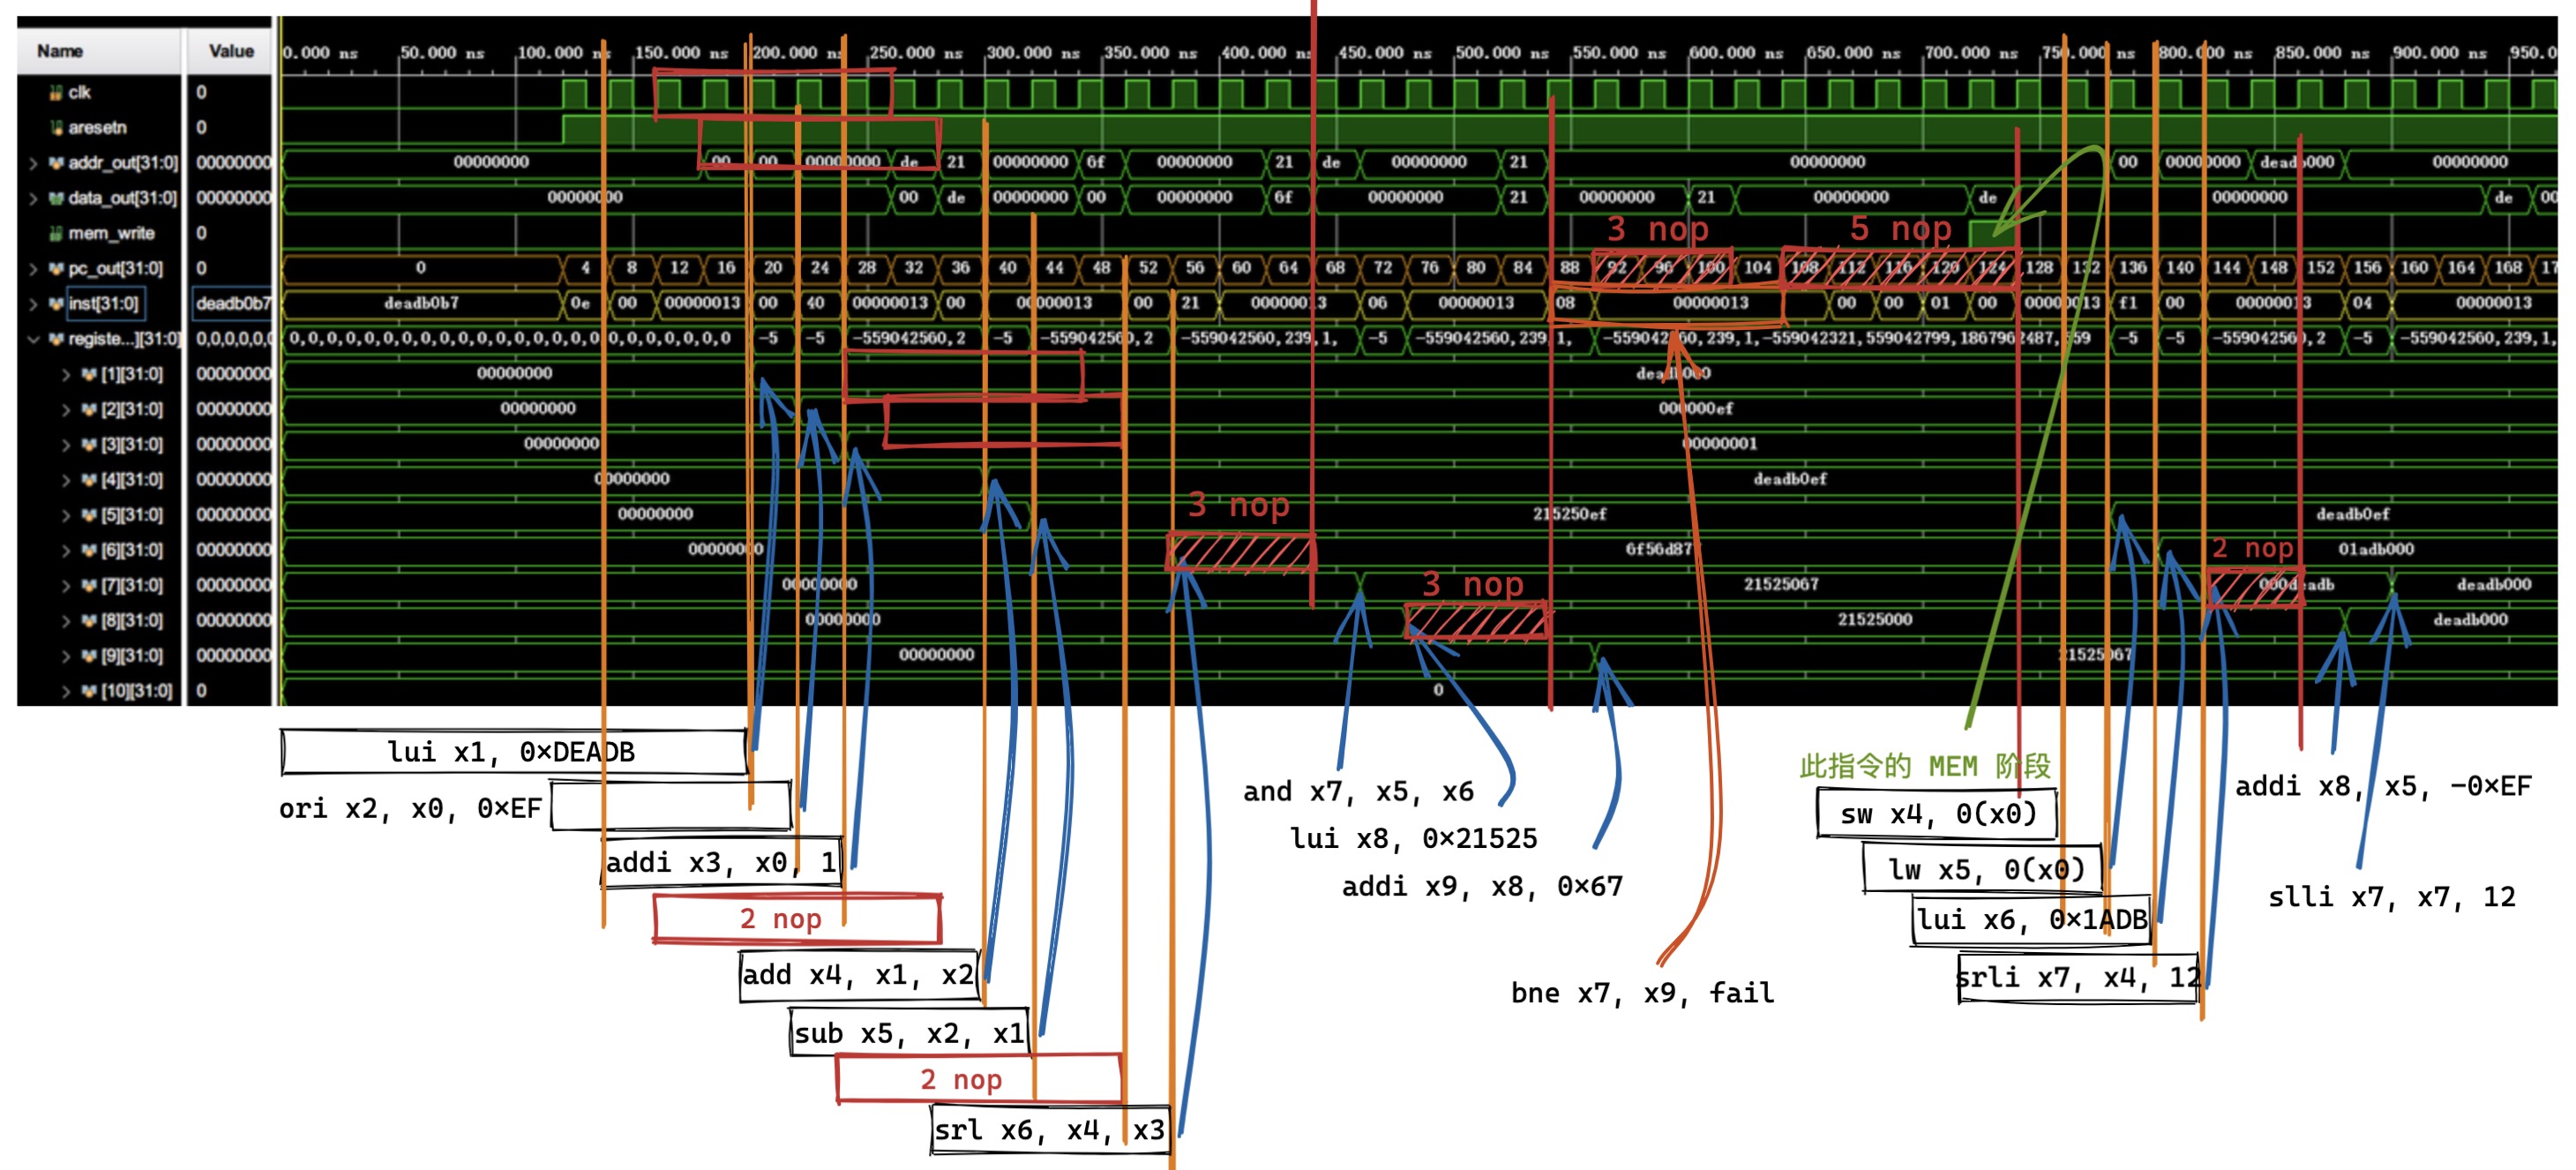 Name Value 0.000 ns 50.000 ns 100.000 ns 150.000 ns 200.000 ns 250.000 ns 300.000 ns 350.000 ns 400.000 ns 450.000 ns 500.000 ns 550.000 ns 600.000 ns 650.000 ns 700.000 ns 750.000 ns 800.000 ns 850.000 ns 900.000 ns 950.0
clk 0
aresetn 0
addr_out[31:0] 00000000 00000000 00 00 00000000 de 21 00000000 6f 00000000 21 de 00000000 21 00000000 00 00000000 deadb000 00000000
data_out[31:0] 00000000 00000000 00 de 00000000 00 00000000 6f 00000000 21 00000000 21 00000000 de 00000000 de 00
mem_write 0 3 nop 5 nop
pc_out[31:0] 0 0 4 8 12 16 20 24 28 32 36 40 44 48 52 56 60 64 68 72 76 80 84 88 92 96 100 104 108 112 116 120 124 128 132 136 140 144 148 152 156 160 164 168 17
inst[31:0] deadb0b7 deadb0b7 0e 00 00000013 00 40 00000013 00 00000013 00 21 00000013 06 00000013 08 00000013 00 00 01 00 00000013 f1 00 00000013 04 00000013
registe...][31:0] 0,0,0,0,0,0 0,0,0,0,0,0,0,0,0,0,0,0,0,0,0,0,0,0,0,0 -5 -5 -559042560,2 -5 -559042560,2 -559042560,239,1, -5 -559042560,239,1, -559042560,239,1,-559042321,559042799,1867962487,559 -5 -5 -559042560,2 -5 -559042560,239,1,
[1][31:0] 00000000 00000000 deadb000
[2][31:0] 00000000 00000000 000000ef
[3][31:0] 00000000 00000000 00000001
[4][31:0] 00000000 00000000 deadb0ef
[5][31:0] 00000000 00000000 3 nop 215250ef deadb0ef
[6][31:0] 00000000 00000000 6f56d87 2 nop 01adb000
[7][31:0] 00000000 00000000 3 nop 21525067 000deadb deadb000
[8][31:0] 00000000 00000000 21525000 deadb000
[9][31:0] 00000000 00000000 21525067
[10][31:0] 0 0
lui x1, 0×DEADB
ori x2, x0, 0×EF
addi x3, x0, 1
2 nop
add x4, x1, x2
sub x5, x2, x1
2 nop
srl x6, x4, x3
and x7, x5, x6
lui x8, 0×21525
addi x9, x8, 0×67
bne x7, x9, fail
此指令的 MEM 阶段
sw x4, 0(x0)
lw x5, 0(x0)
lui x6, 0×1ADB
srli x7, x4, 12
addi x8, x5, −0×EF
slli x7, x7, 12